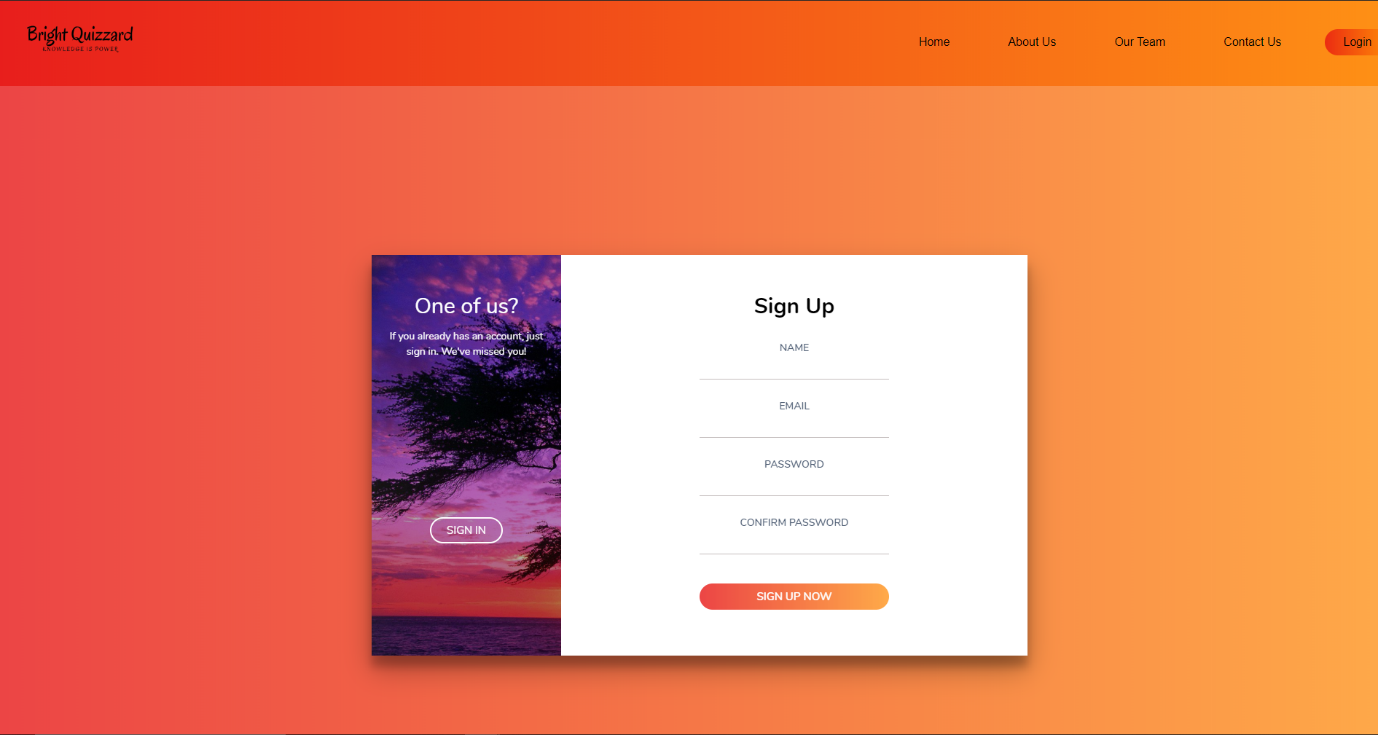 Bright Quizzard
KNOWLEDGE IS POWER
Home
About Us
Our Team
Contact Us
Login
One of us?
If you already has an account, just
sign in. We've missed you!
SIGN IN
Sign Up
NAME
EMAIL
PASSWORD
CONFIRM PASSWORD
SIGN UP NOW